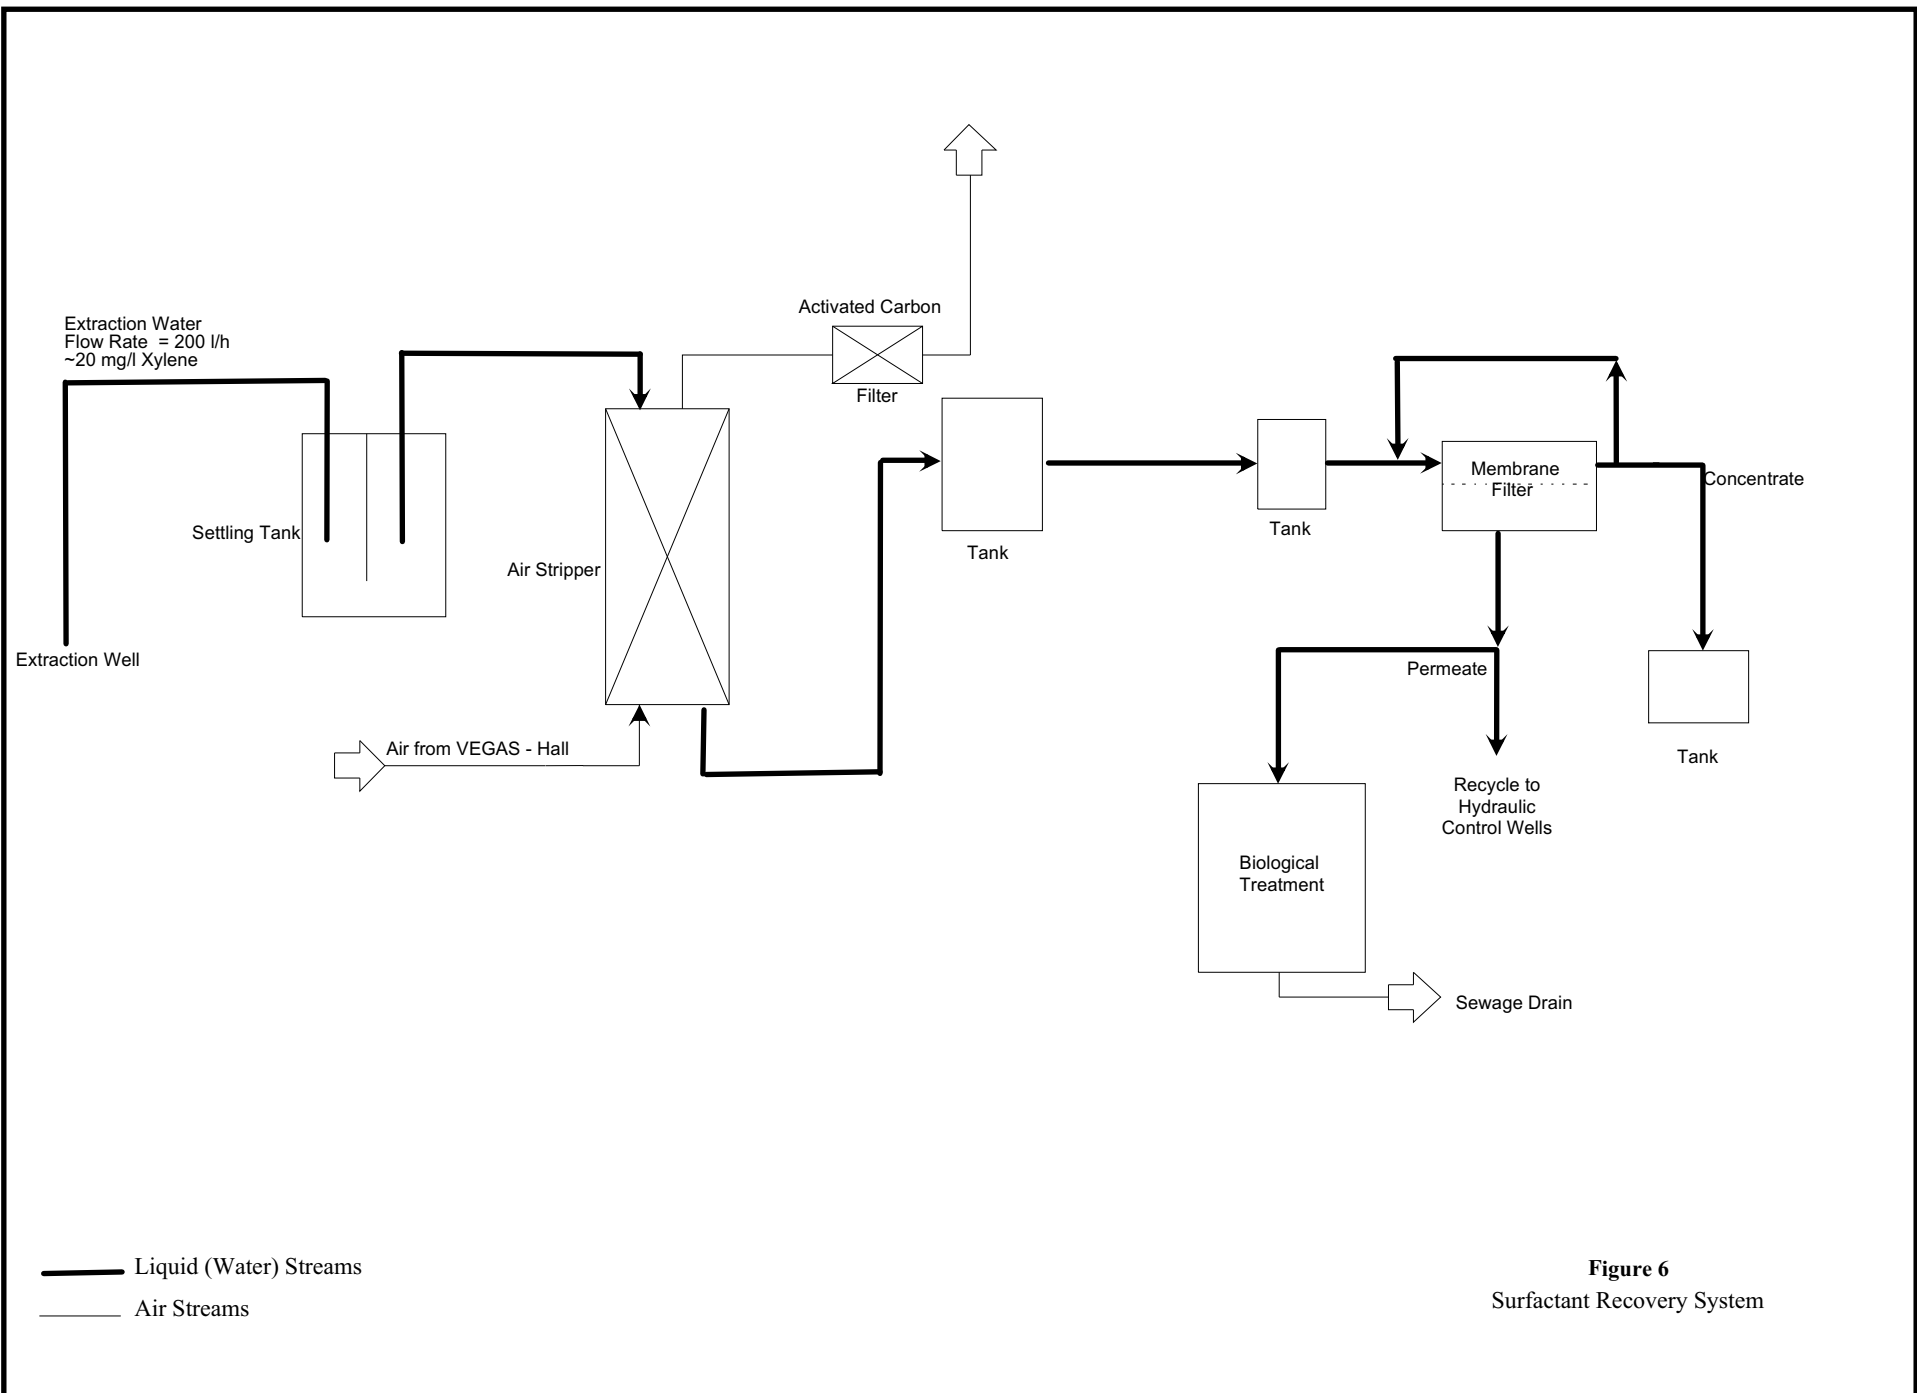 Extraction Water
Flow Rate  = 200 l/h
~20 mg/l Xylene
Activated Carbon
Filter
Settling Tank
Air Stripper
Extraction Well
Air from VEGAS - Hall
Tank
Tank
Membrane
Filter
Concentrate
Permeate
Tank
Recycle to
Hydraulic
Control Wells
Biological
Treatment
Sewage Drain
Liquid (Water) Streams
Air Streams
Figure 6
Surfactant Recovery System